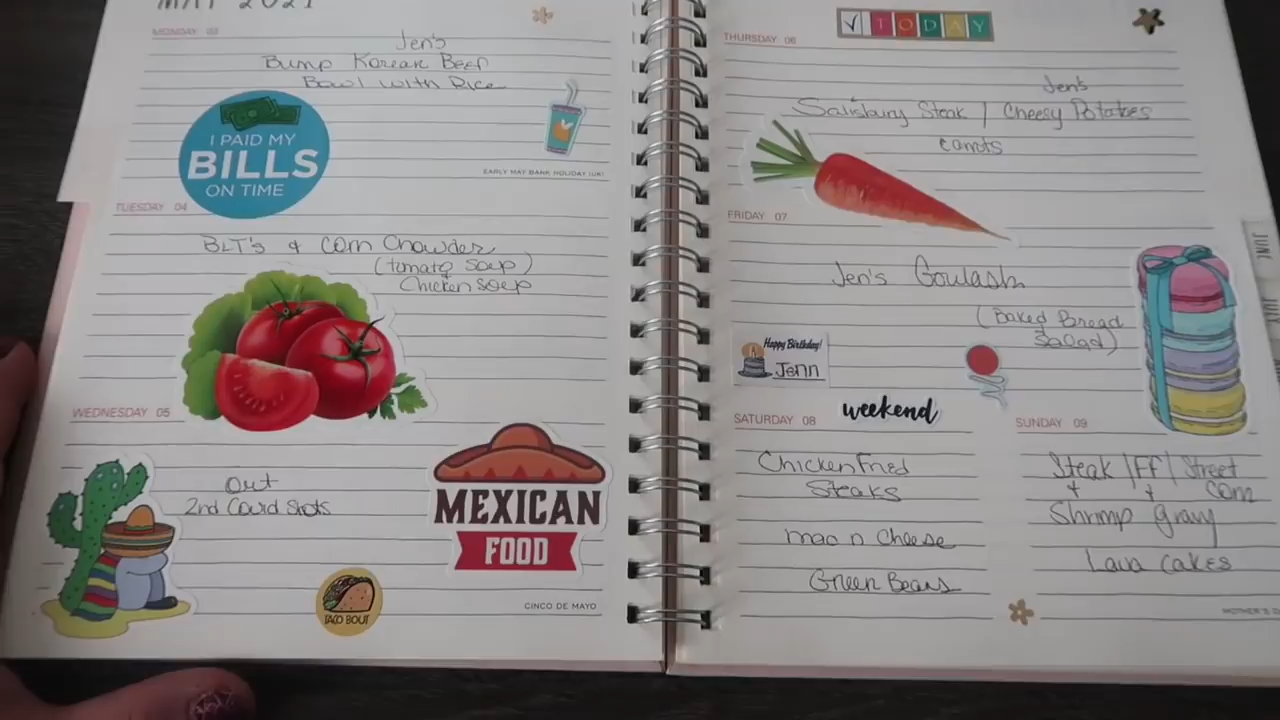 MAY 2021
MONDAY 03
Jen's
Bump Korean Beef
Bowl with Rice
I PAID MY
BILLS
ON TIME
EARLY MAY BANK HOLIDAY (UK)
TUESDAY 04
BLT's & Corn Chowder
(tomato soup)
Chicken soup
WEDNESDAY 05
Out
2nd Covid Shots
MEXICAN
FOOD
TACO BOUT
CINCO DE MAYO
TODAY
THURSDAY 06
Jen's
Salisbury Steak | Cheesy Potatoes
carrots
FRIDAY 07
Jen's Goulash
(Baked Bread
Salad)
Happy Birthday!
Jenn
weekend
SATURDAY 08
Chicken Fried
Steaks
mac n Cheese
Green Beans
SUNDAY 09
Steak | FF | Street
+ + Corn
Shrimp gravy
Lava Cakes
MOTHER'S D
JUNE